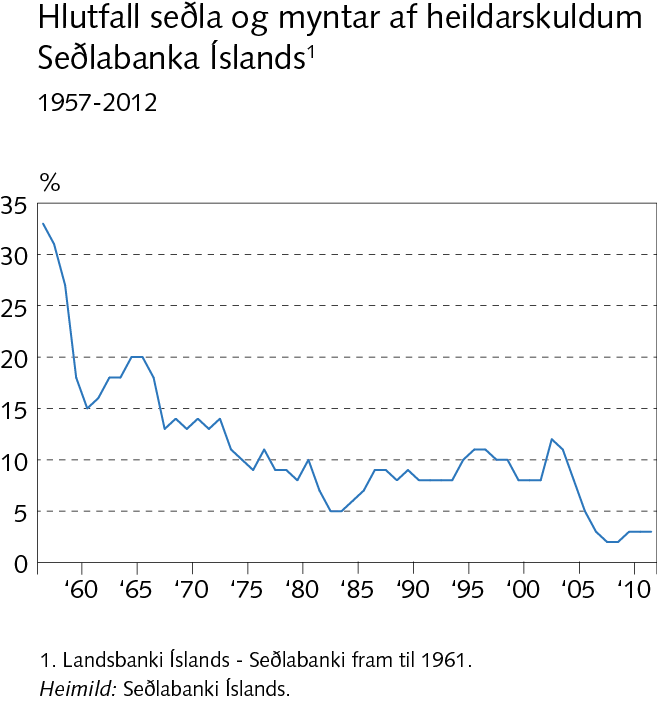 Hlutfall seðla og myntar af heildarskuldum
Seðlabanka Íslands¹
1957-2012
%
35
30
25
20
15
10
5
0
‘60 ‘65 ‘70 ‘75 ‘80 ‘85 ‘90 ‘95 ‘00 ‘05 ‘10
1. Landsbanki Íslands - Seðlabanki fram til 1961.
Heimild: Seðlabanki Íslands.